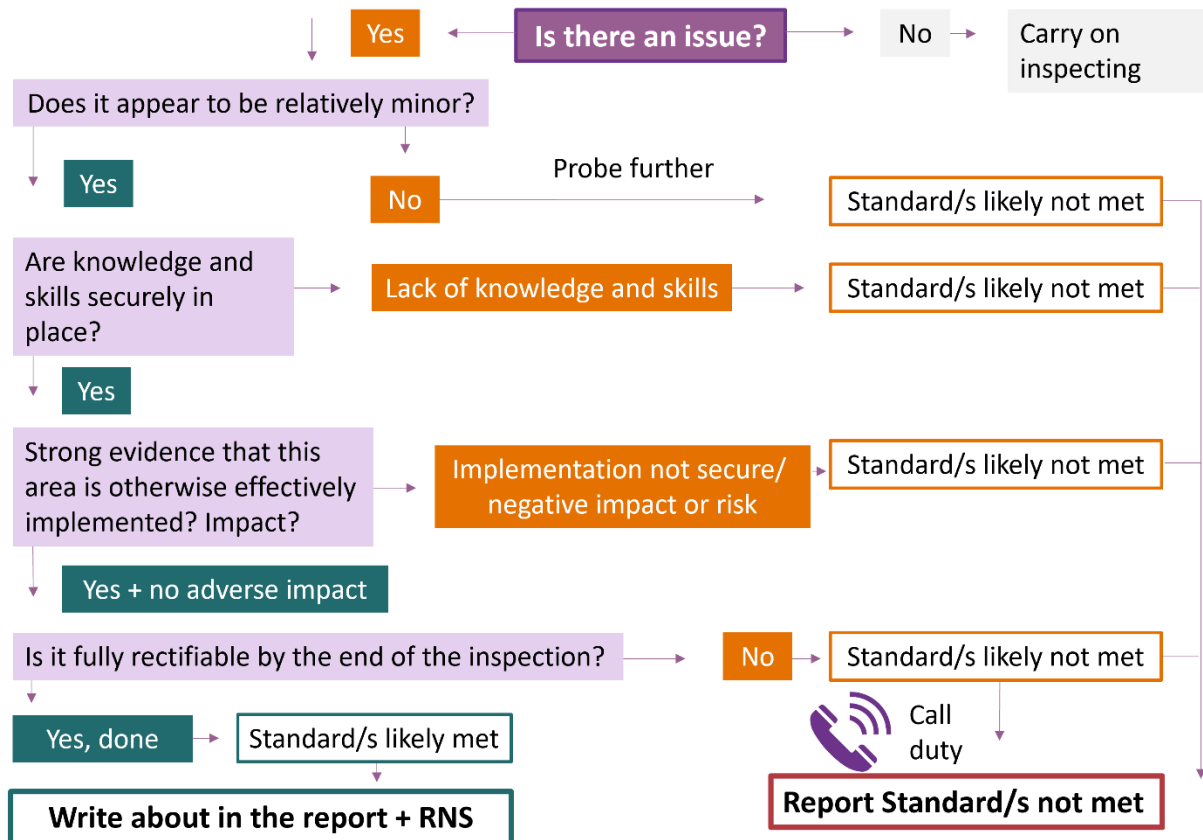 Is there an issue?
Yes
No
Carry on
inspecting
Does it appear to be relatively minor?
Yes
No
Probe further
Standard/s likely not met
Are knowledge and
skills securely in
place?
Lack of knowledge and skills
Standard/s likely not met
Yes
Strong evidence that this
area is otherwise effectively
implemented? Impact?
Implementation not secure/
negative impact or risk
Standard/s likely not met
Yes + no adverse impact
Is it fully rectifiable by the end of the inspection?
No
Standard/s likely not met
Yes, done
Standard/s likely met
Call
duty
Write about in the report + RNS
Report Standard/s not met